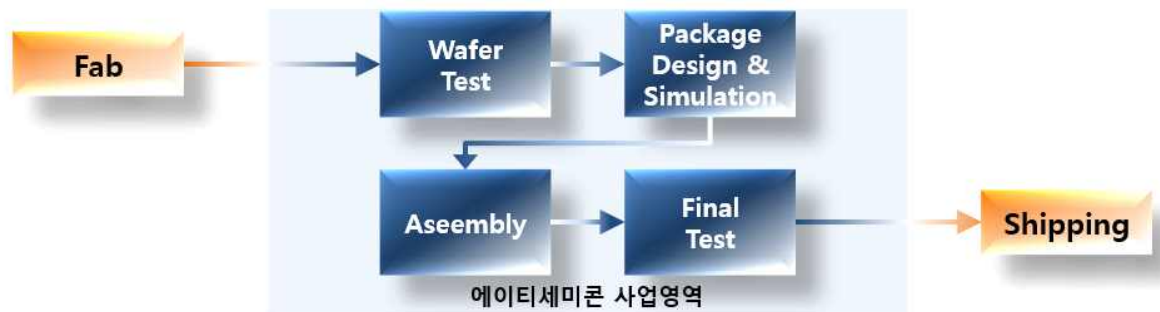 Fab
Wafer
Test
Package
Design &
Simulation
Aseembly
Final
Test
Shipping
에이티세미콘 사업영역